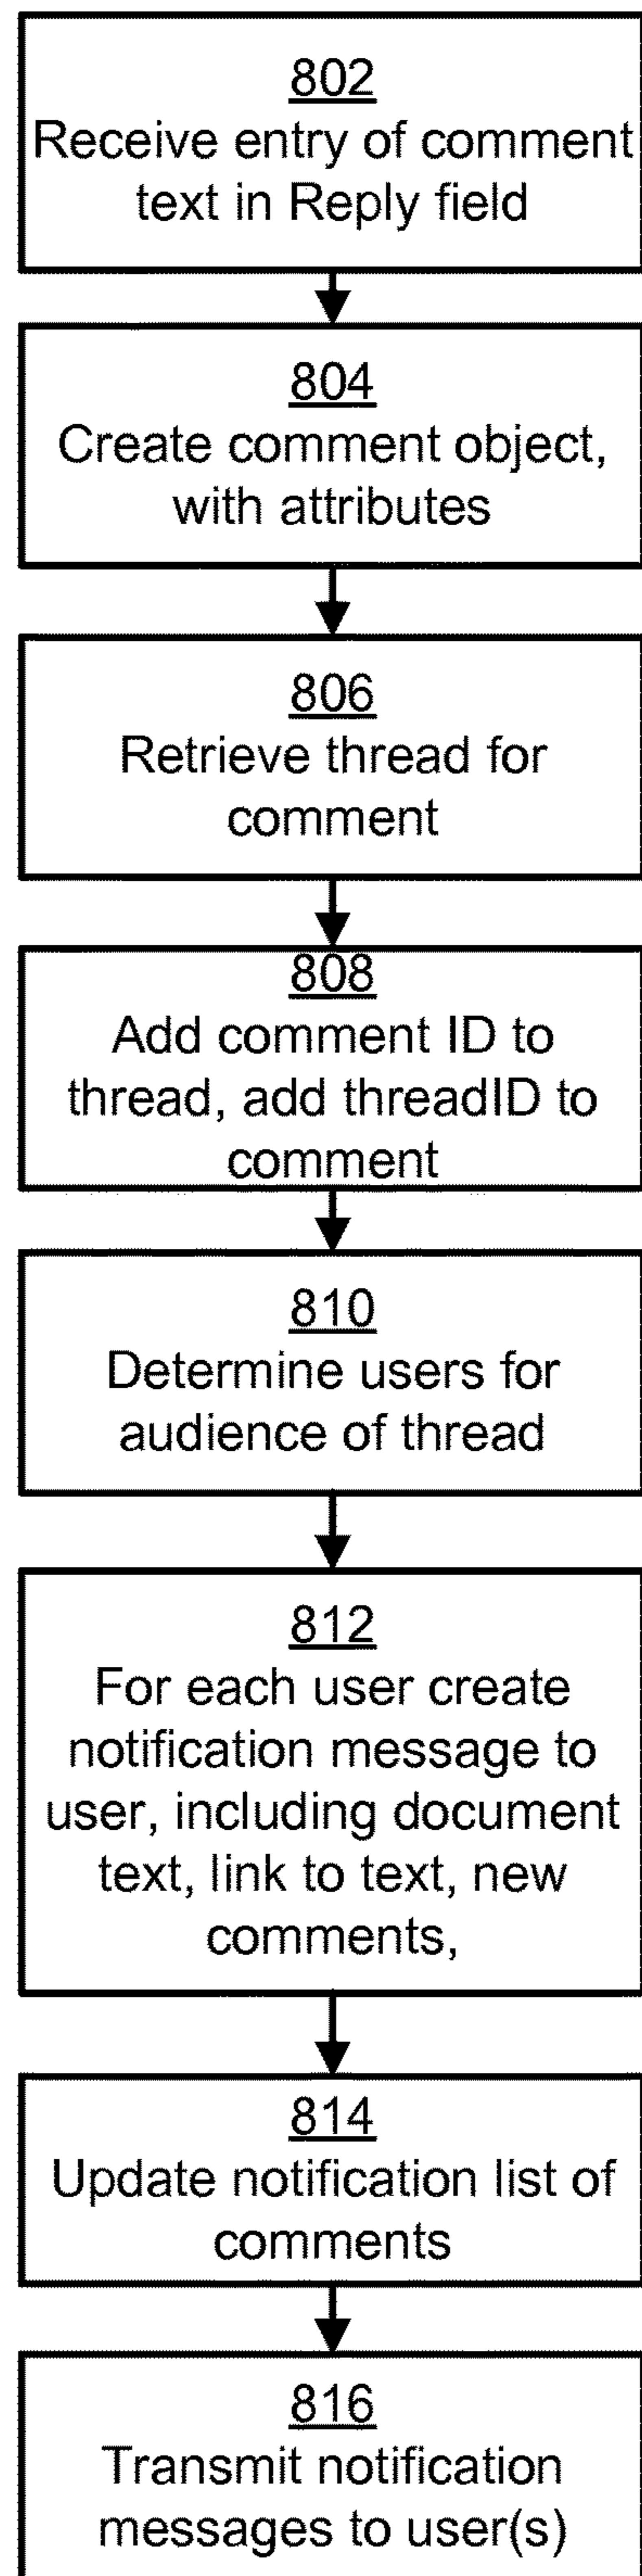 802
Receive entry of comment
text in Reply field
804
Create comment object,
with attributes
806
Retrieve thread for
comment
808
Add comment ID to
thread, add threadID to
comment
810
Determine users for
audience of thread
812
For each user create
notification message to
user, including document
text, link to text, new
comments,
814
Update notification list of
comments
816
Transmit notification
messages to user(s)